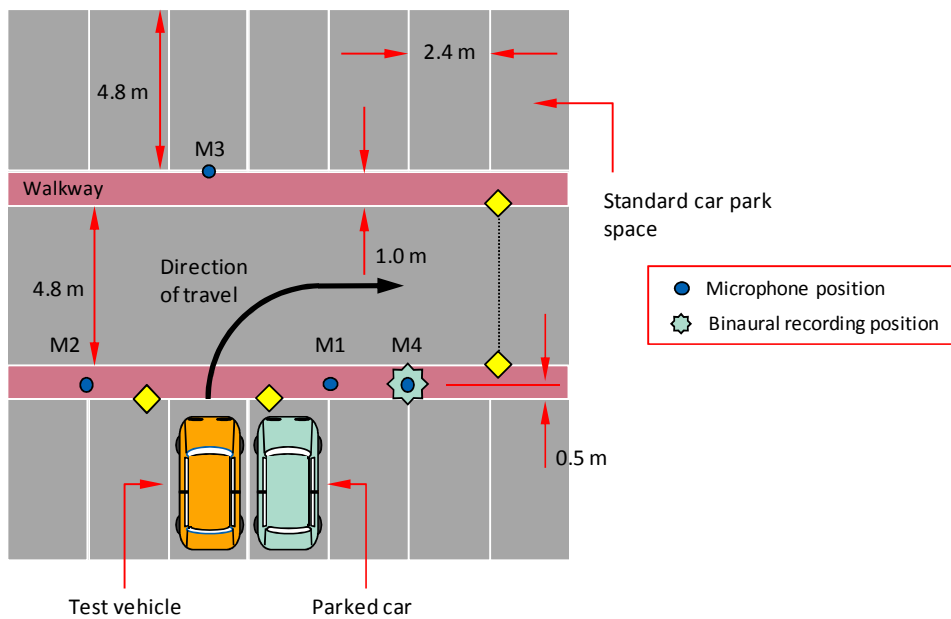 2.4 m
4.8 m
M3
Walkway
Standard car park
space
1.0 m
Direction
of travel
4.8 m
Microphone position
Binaural recording position
M2
M1
M4
0.5 m
Test vehicle
Parked car